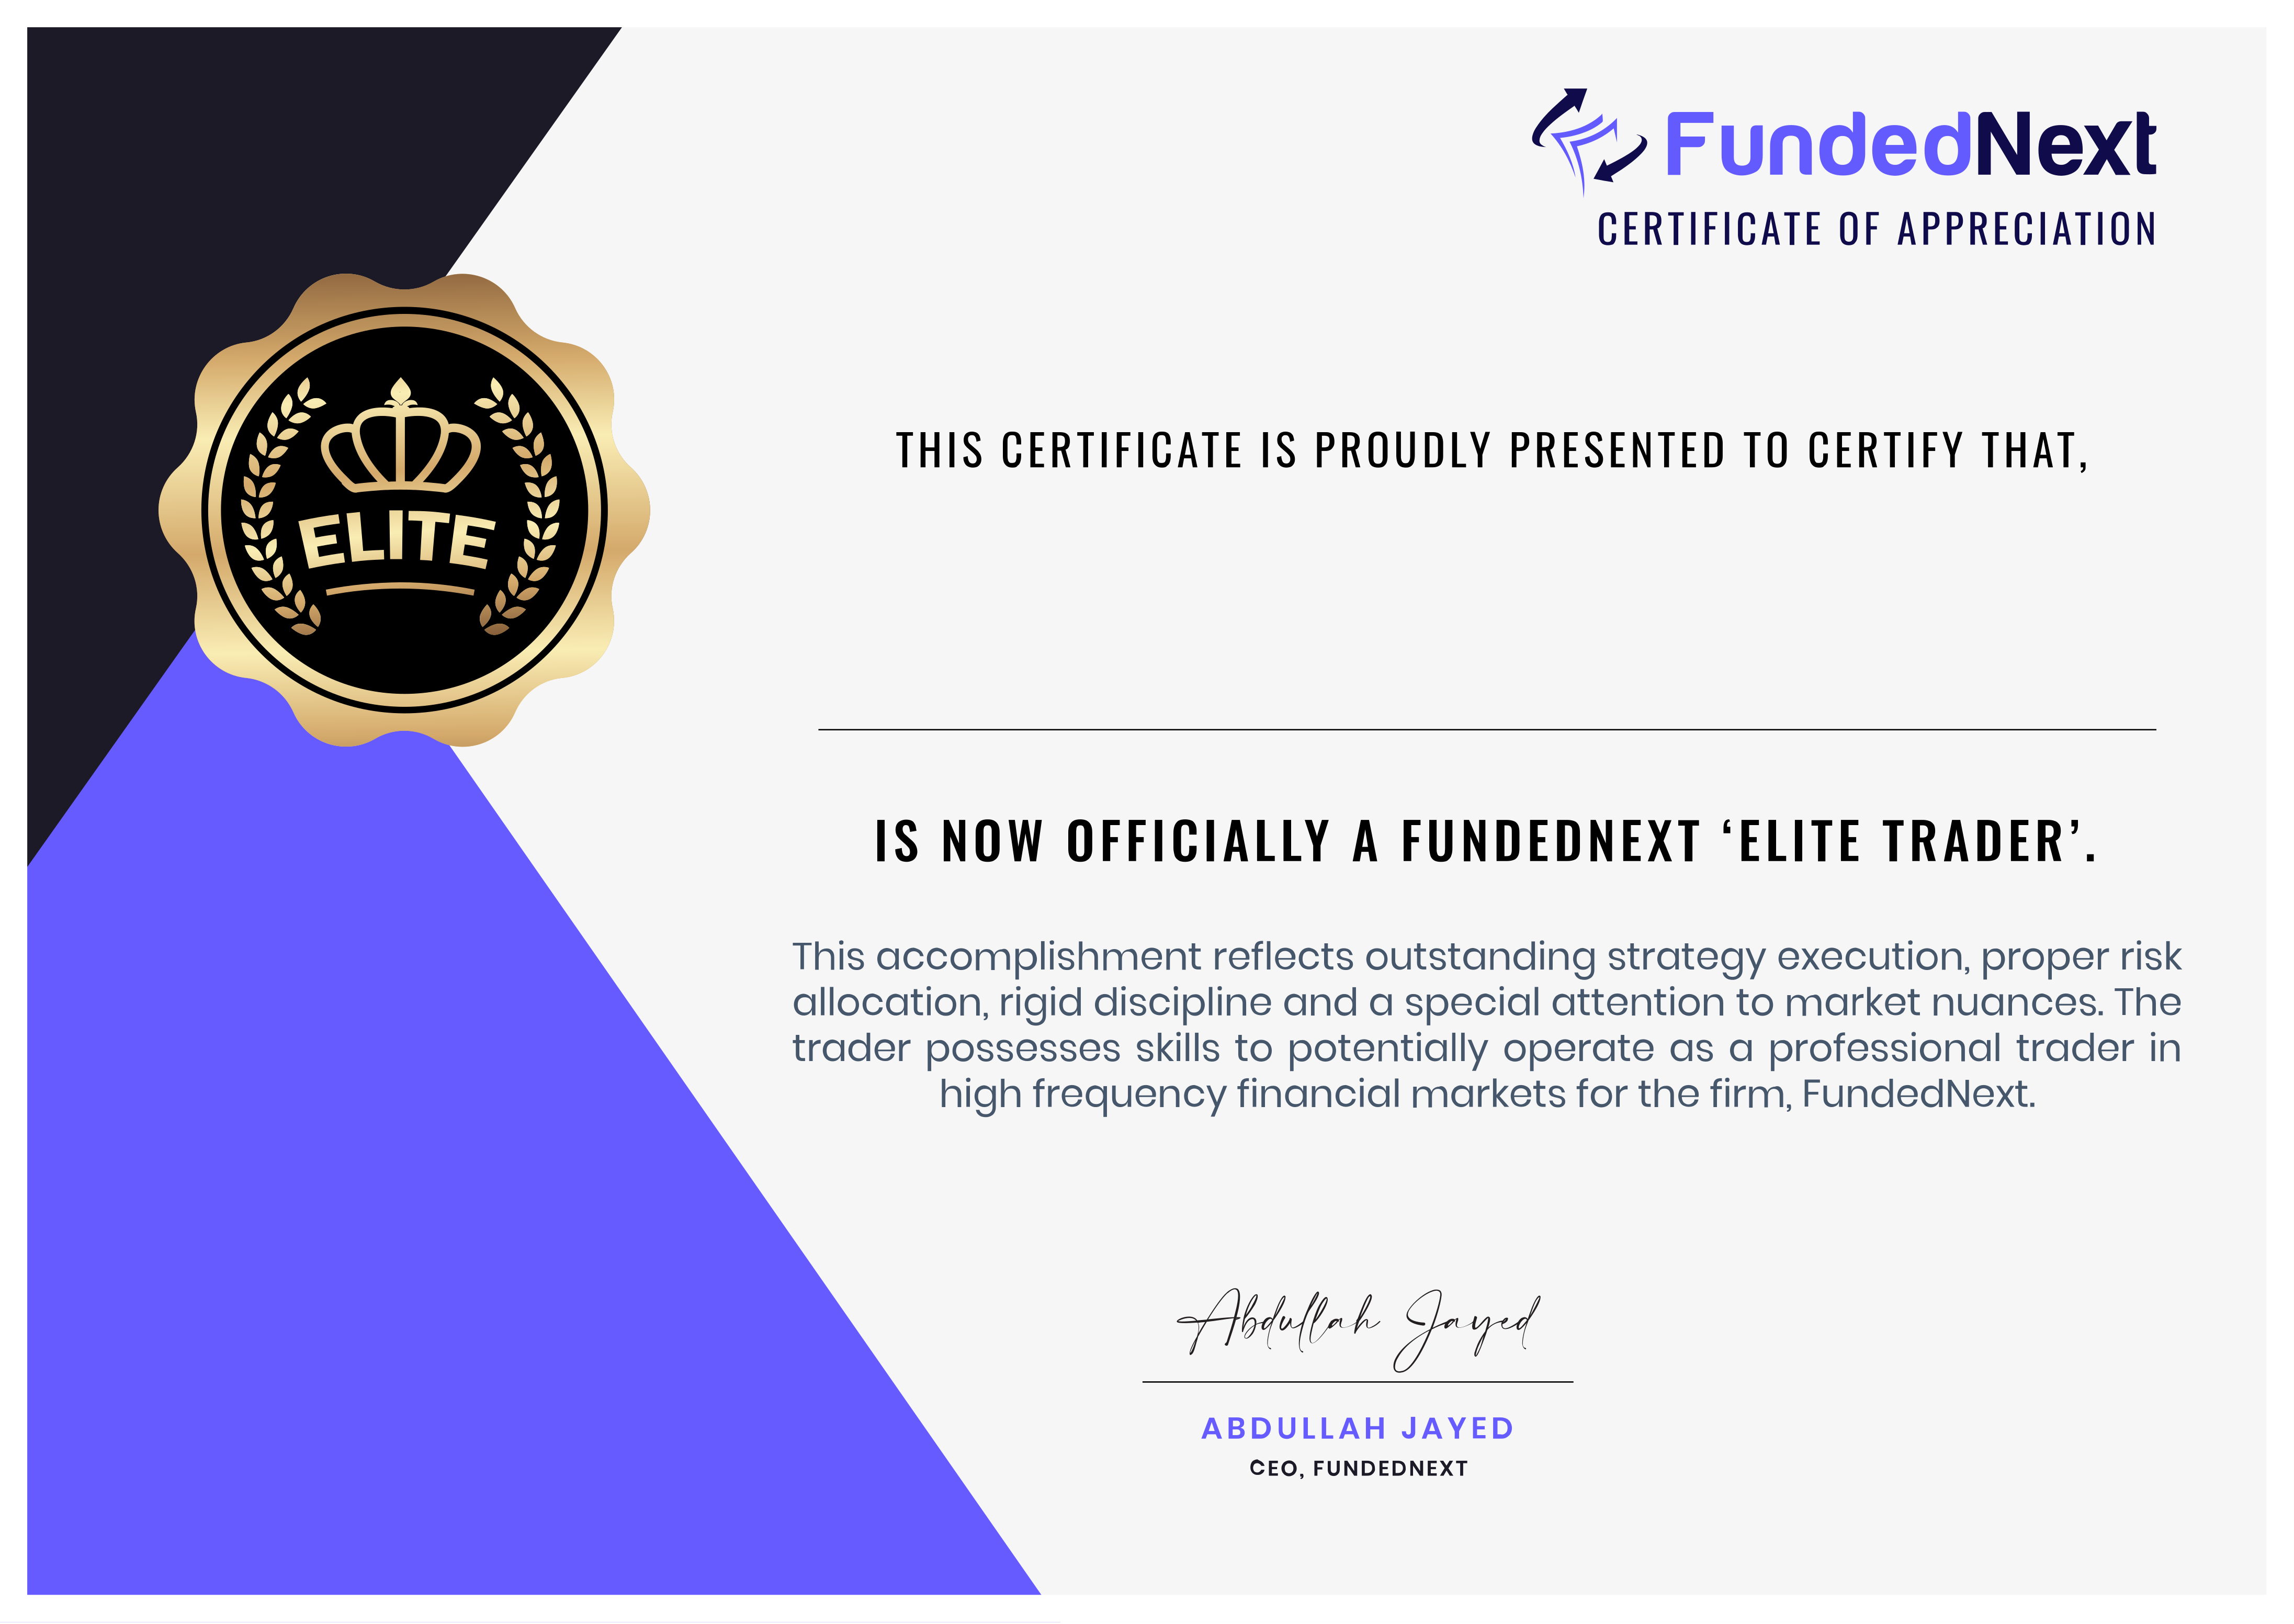 FundedNext
CERTIFICATE OF APPRECIATION
ELITE
THIS CERTIFICATE IS PROUDLY PRESENTED TO CERTIFY THAT,
IS NOW OFFICIALLY A FUNDEDNEXT ‘ELITE TRADER’.
This accomplishment reflects outstanding strategy execution, proper risk
allocation, rigid discipline and a special attention to market nuances. The
trader possesses skills to potentially operate as a professional trader in
high frequency financial markets for the firm, FundedNext.
Abdullah Jayed
ABDULLAH JAYED
CEO, FUNDEDNEXT